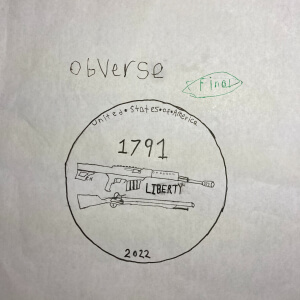 obverse
Final
United • States • of • America
1791
LIBERTY
2022